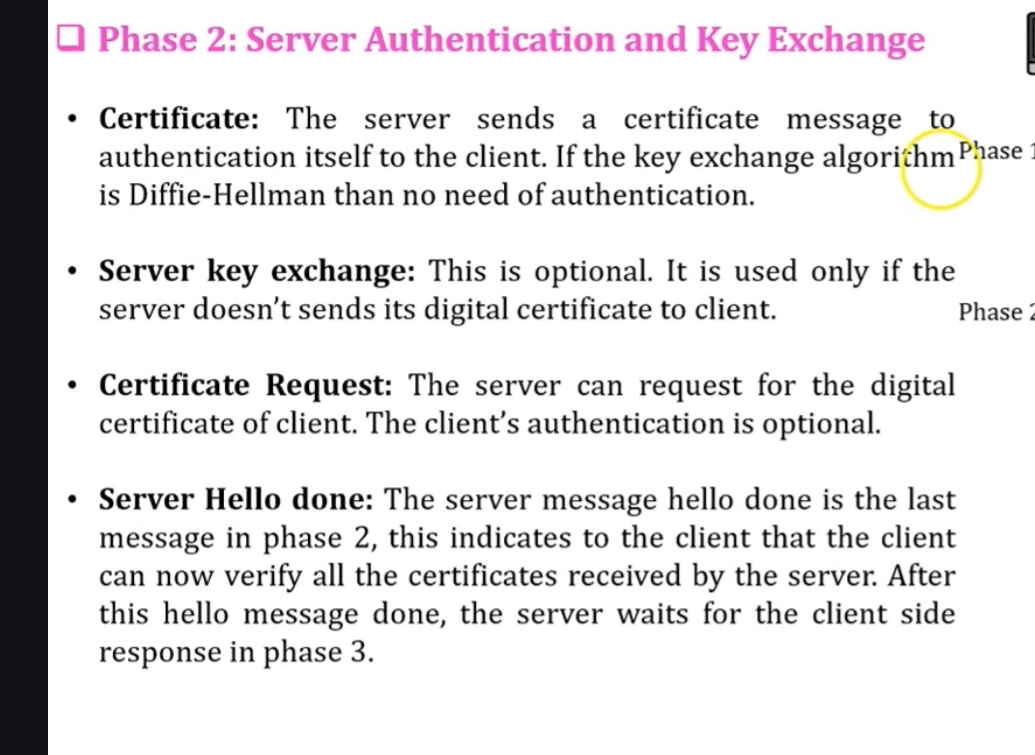 ❑ Phase 2: Server Authentication and Key Exchange
• Certificate: The server sends a certificate message to
authentication itself to the client. If the key exchange algorithm
is Diffie-Hellman than no need of authentication.
Phase 1
• Server key exchange: This is optional. It is used only if the
server doesn't sends its digital certificate to client.
Phase 2
• Certificate Request: The server can request for the digital
certificate of client. The client's authentication is optional.
• Server Hello done: The server message hello done is the last
message in phase 2, this indicates to the client that the client
can now verify all the certificates received by the server. After
this hello message done, the server waits for the client side
response in phase 3.